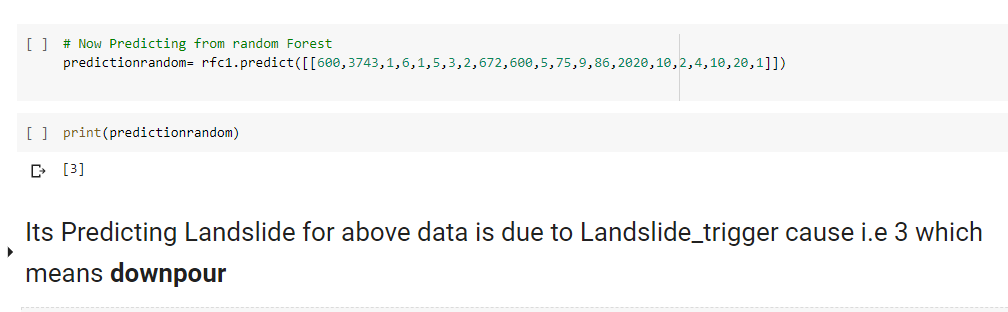 [ ] # Now Predicting from random Forest
predictionrandom= rfc1.predict([[600,3743,1,6,1,5,3,2,672,600,5,75,9,86,2020,10,2,4,10,20,1]])
[ ] print(predictionrandom)
[3]
Its Predicting Landslide for above data is due to Landslide_trigger cause i.e 3 which
means downpour